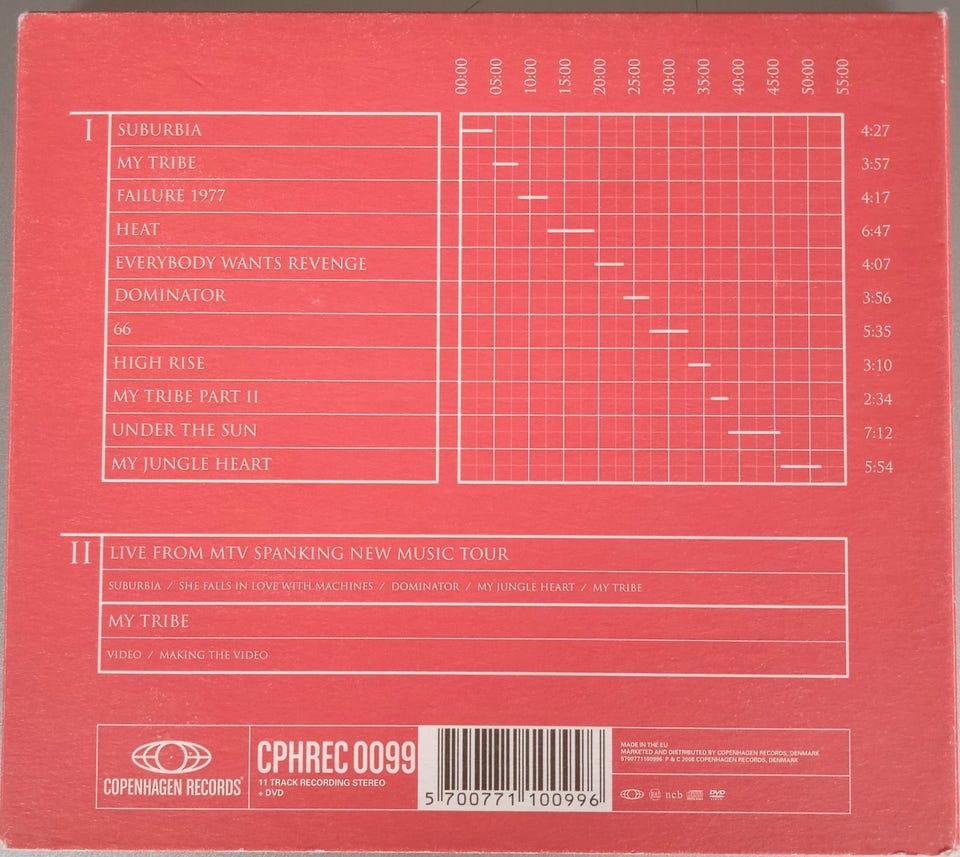 00:00 05:00 10:00 15:00 20:00 25:00 30:00 35:00 40:00 45:00 50:00 55:00
I SUBURBIA 4:27
MY TRIBE 3:57
FAILURE 1977 4:17
HEAT 6:47
EVERYBODY WANTS REVENGE 4:07
DOMINATOR 3:56
66 5:35
HIGH RISE 3:10
MY TRIBE PART II 2:34
UNDER THE SUN 7:12
MY JUNGLE HEART 5:54
II LIVE FROM MTV SPANKING NEW MUSIC TOUR
SUBURBIA / SHE FALLS IN LOVE WITH MACHINES / DOMINATOR / MY JUNGLE HEART / MY TRIBE
MY TRIBE
VIDEO / MAKING THE VIDEO
COPENHAGEN RECORDS
CPHREC 0099
11 TRACK RECORDING STEREO
+ DVD
5 700771 100996
MADE IN THE EU
MARKETED AND DISTRIBUTED BY COPENHAGEN RECORDS, DENMARK
5700771100996 P & C 2008 COPENHAGEN RECORDS, DENMARK
ncb DVD